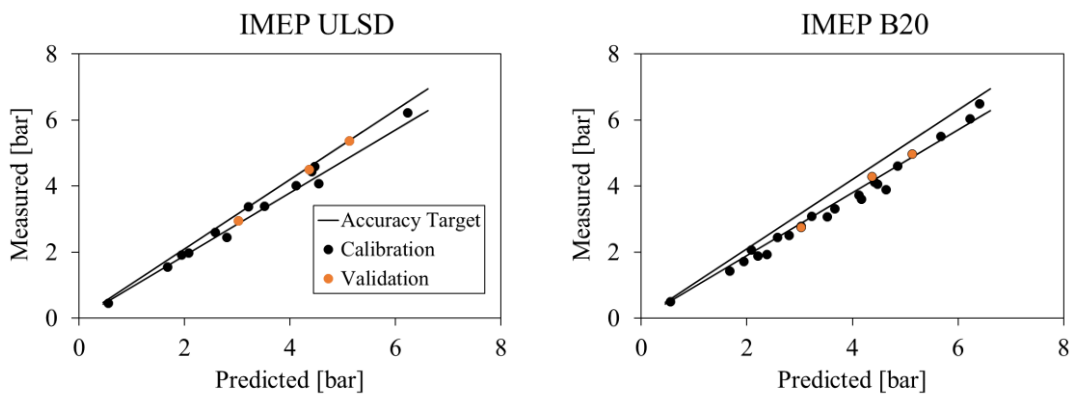 IMEP ULSD
8
6
4
2
0
0 2 4 6 8
Measured [bar]
Predicted [bar]
Accuracy Target
Calibration
Validation
IMEP B20
8
6
4
2
0
0 2 4 6 8
Measured [bar]
Predicted [bar]